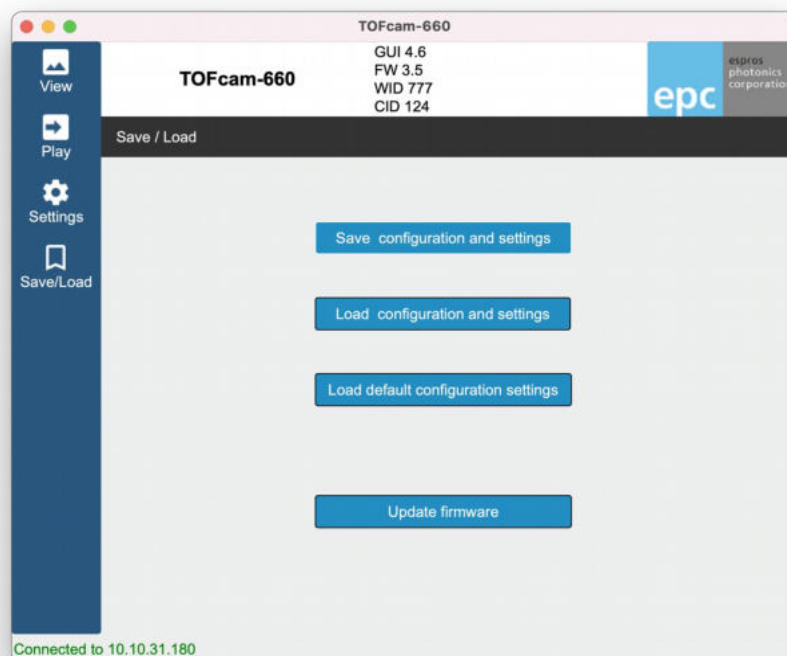 TOFcam-660
View
Play
Settings
Save/Load
TOFcam-660
GUI 4.6
FW 3.5
WID 777
CID 124
epc
espros
photonics
corporation
Save / Load
Save configuration and settings
Load configuration and settings
Load default configuration settings
Update firmware
Connected to 10.10.31.180